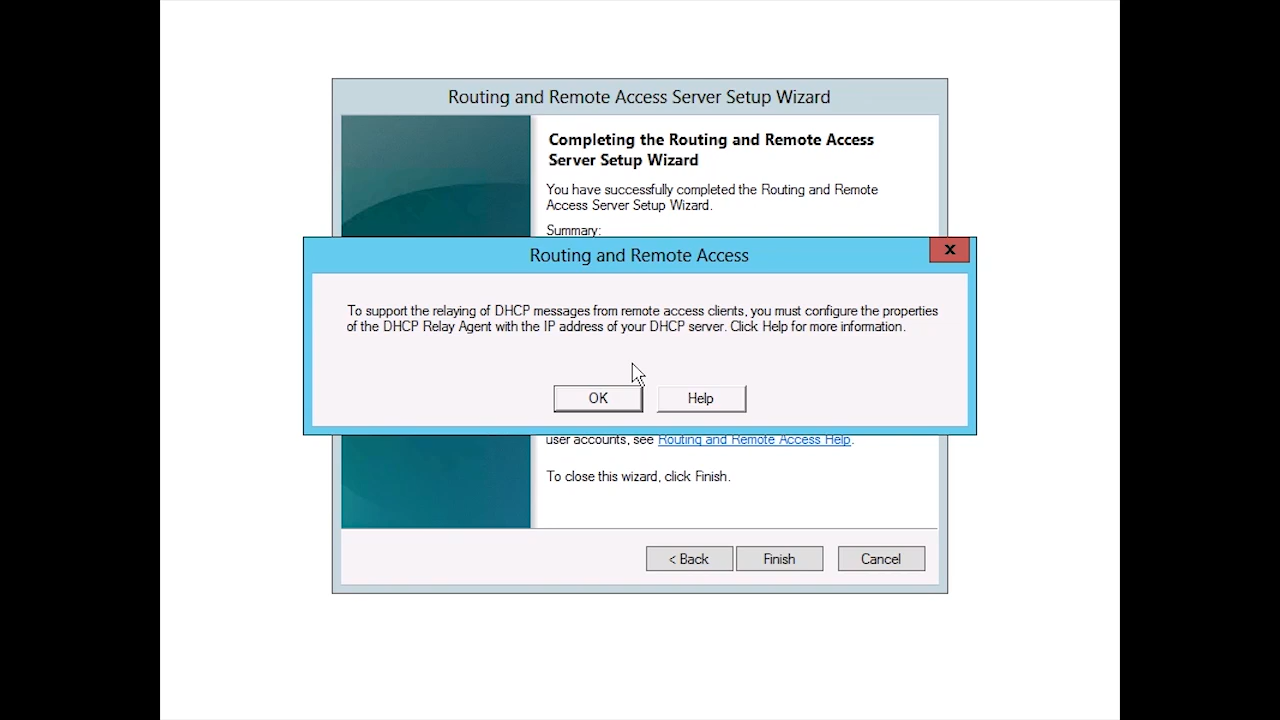 Routing and Remote Access Server Setup Wizard
Completing the Routing and Remote Access
Server Setup Wizard
You have successfully completed the Routing and Remote
Access Server Setup Wizard.
Summary:
Routing and Remote Access
X
To support the relaying of DHCP messages from remote access clients, you must configure the properties
of the DHCP Relay Agent with the IP address of your DHCP server. Click Help for more information.
OK Help
user accounts, see Routing and Remote Access Help.
To close this wizard, click Finish.
< Back Finish Cancel